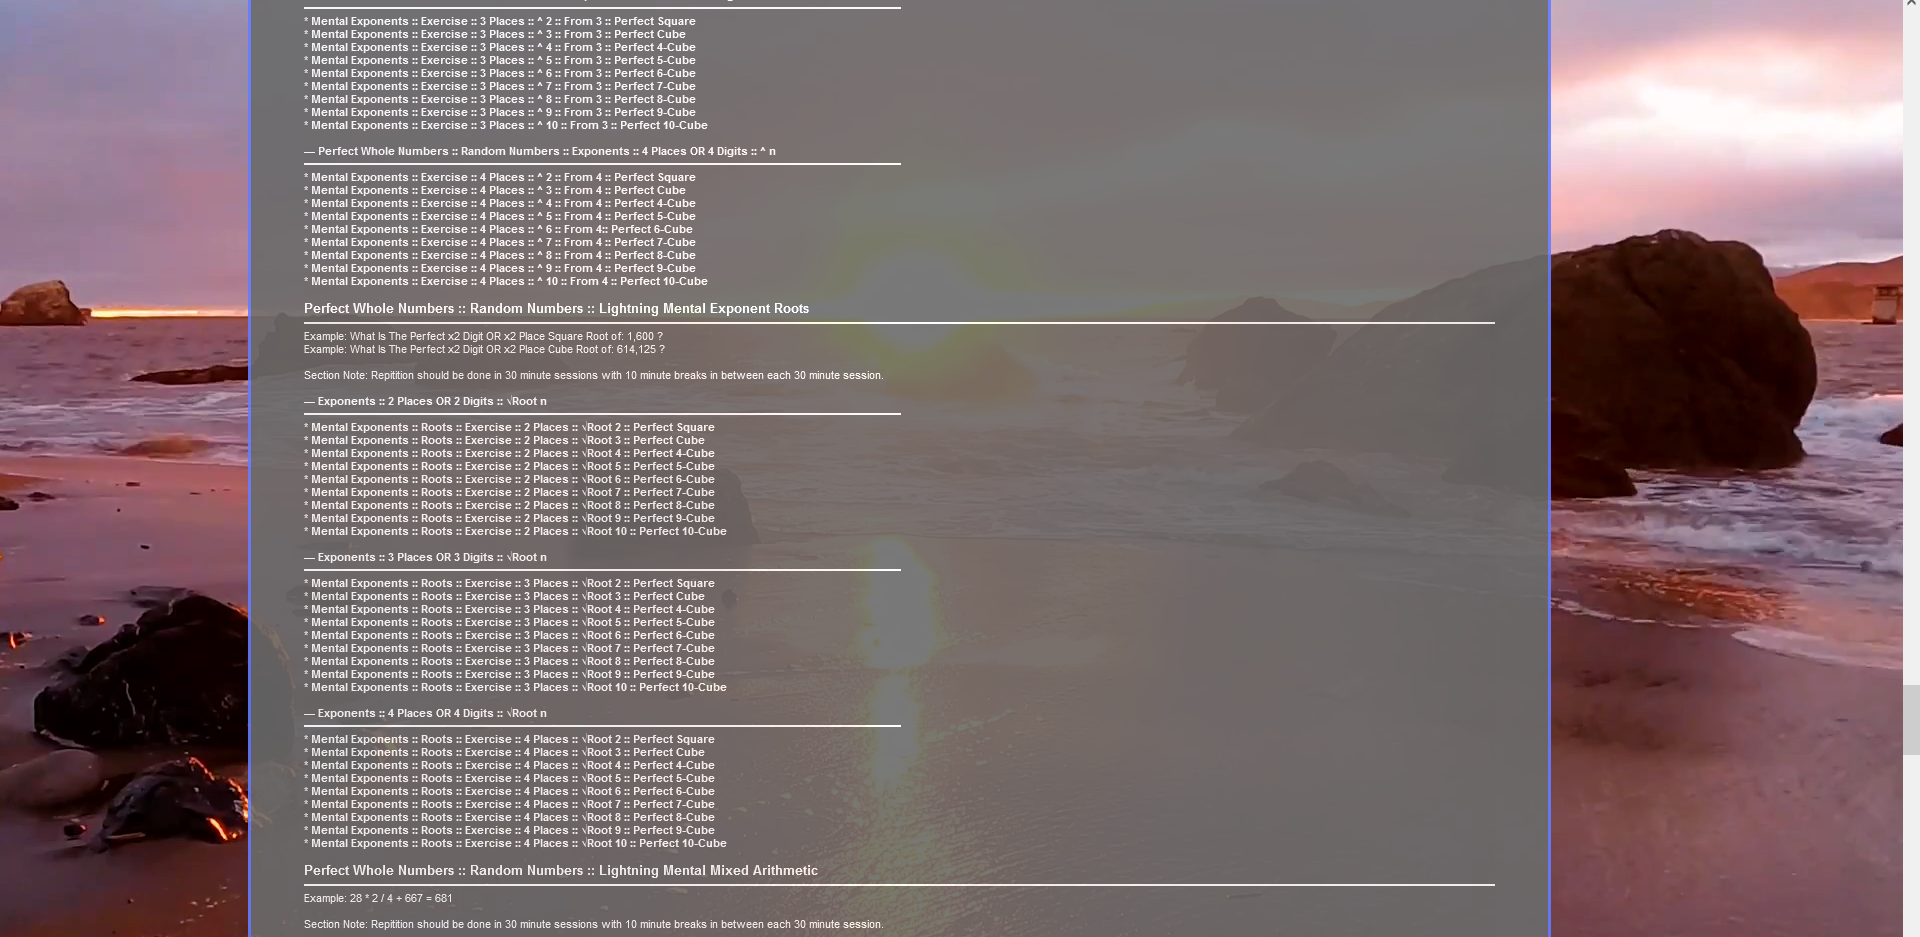 * Mental Exponents :: Exercise :: 3 Places :: ^ 2 :: From 3 :: Perfect Square
* Mental Exponents :: Exercise :: 3 Places :: ^ 3 :: From 3 :: Perfect Cube
* Mental Exponents :: Exercise :: 3 Places :: ^ 4 :: From 3 :: Perfect 4-Cube
* Mental Exponents :: Exercise :: 3 Places :: ^ 5 :: From 3 :: Perfect 5-Cube
* Mental Exponents :: Exercise :: 3 Places :: ^ 6 :: From 3 :: Perfect 6-Cube
* Mental Exponents :: Exercise :: 3 Places :: ^ 7 :: From 3 :: Perfect 7-Cube
* Mental Exponents :: Exercise :: 3 Places :: ^ 8 :: From 3 :: Perfect 8-Cube
* Mental Exponents :: Exercise :: 3 Places :: ^ 9 :: From 3 :: Perfect 9-Cube
* Mental Exponents :: Exercise :: 3 Places :: ^ 10 :: From 3 :: Perfect 10-Cube
— Perfect Whole Numbers :: Random Numbers :: Exponents :: 4 Places OR 4 Digits :: ^ n
* Mental Exponents :: Exercise :: 4 Places :: ^ 2 :: From 4 :: Perfect Square
* Mental Exponents :: Exercise :: 4 Places :: ^ 3 :: From 4 :: Perfect Cube
* Mental Exponents :: Exercise :: 4 Places :: ^ 4 :: From 4 :: Perfect 4-Cube
* Mental Exponents :: Exercise :: 4 Places :: ^ 5 :: From 4 :: Perfect 5-Cube
* Mental Exponents :: Exercise :: 4 Places :: ^ 6 :: From 4:: Perfect 6-Cube
* Mental Exponents :: Exercise :: 4 Places :: ^ 7 :: From 4 :: Perfect 7-Cube
* Mental Exponents :: Exercise :: 4 Places :: ^ 8 :: From 4 :: Perfect 8-Cube
* Mental Exponents :: Exercise :: 4 Places :: ^ 9 :: From 4 :: Perfect 9-Cube
* Mental Exponents :: Exercise :: 4 Places :: ^ 10 :: From 4 :: Perfect 10-Cube
Perfect Whole Numbers :: Random Numbers :: Lightning Mental Exponent Roots
Example: What Is The Perfect x2 Digit OR x2 Place Square Root of: 1,600 ?
Example: What Is The Perfect x2 Digit OR x2 Place Cube Root of: 614,125 ?
Section Note: Repitition should be done in 30 minute sessions with 10 minute breaks in between each 30 minute session.
— Exponents :: 2 Places OR 2 Digits :: √Root n
* Mental Exponents :: Roots :: Exercise :: 2 Places :: √Root 2 :: Perfect Square
* Mental Exponents :: Roots :: Exercise :: 2 Places :: √Root 3 :: Perfect Cube
* Mental Exponents :: Roots :: Exercise :: 2 Places :: √Root 4 :: Perfect 4-Cube
* Mental Exponents :: Roots :: Exercise :: 2 Places :: √Root 5 :: Perfect 5-Cube
* Mental Exponents :: Roots :: Exercise :: 2 Places :: √Root 6 :: Perfect 6-Cube
* Mental Exponents :: Roots :: Exercise :: 2 Places :: √Root 7 :: Perfect 7-Cube
* Mental Exponents :: Roots :: Exercise :: 2 Places :: √Root 8 :: Perfect 8-Cube
* Mental Exponents :: Roots :: Exercise :: 2 Places :: √Root 9 :: Perfect 9-Cube
* Mental Exponents :: Roots :: Exercise :: 2 Places :: √Root 10 :: Perfect 10-Cube
— Exponents :: 3 Places OR 3 Digits :: √Root n
* Mental Exponents :: Roots :: Exercise :: 3 Places :: √Root 2 :: Perfect Square
* Mental Exponents :: Roots :: Exercise :: 3 Places :: √Root 3 :: Perfect Cube
* Mental Exponents :: Roots :: Exercise :: 3 Places :: √Root 4 :: Perfect 4-Cube
* Mental Exponents :: Roots :: Exercise :: 3 Places :: √Root 5 :: Perfect 5-Cube
* Mental Exponents :: Roots :: Exercise :: 3 Places :: √Root 6 :: Perfect 6-Cube
* Mental Exponents :: Roots :: Exercise :: 3 Places :: √Root 7 :: Perfect 7-Cube
* Mental Exponents :: Roots :: Exercise :: 3 Places :: √Root 8 :: Perfect 8-Cube
* Mental Exponents :: Roots :: Exercise :: 3 Places :: √Root 9 :: Perfect 9-Cube
* Mental Exponents :: Roots :: Exercise :: 3 Places :: √Root 10 :: Perfect 10-Cube
— Exponents :: 4 Places OR 4 Digits :: √Root n
* Mental Exponents :: Roots :: Exercise :: 4 Places :: √Root 2 :: Perfect Square
* Mental Exponents :: Roots :: Exercise :: 4 Places :: √Root 3 :: Perfect Cube
* Mental Exponents :: Roots :: Exercise :: 4 Places :: √Root 4 :: Perfect 4-Cube
* Mental Exponents :: Roots :: Exercise :: 4 Places :: √Root 5 :: Perfect 5-Cube
* Mental Exponents :: Roots :: Exercise :: 4 Places :: √Root 6 :: Perfect 6-Cube
* Mental Exponents :: Roots :: Exercise :: 4 Places :: √Root 7 :: Perfect 7-Cube
* Mental Exponents :: Roots :: Exercise :: 4 Places :: √Root 8 :: Perfect 8-Cube
* Mental Exponents :: Roots :: Exercise :: 4 Places :: √Root 9 :: Perfect 9-Cube
* Mental Exponents :: Roots :: Exercise :: 4 Places :: √Root 10 :: Perfect 10-Cube
Perfect Whole Numbers :: Random Numbers :: Lightning Mental Mixed Arithmetic
Example: 28 * 2 / 4 + 667 = 681
Section Note: Repitition should be done in 30 minute sessions with 10 minute breaks in between each 30 minute session.